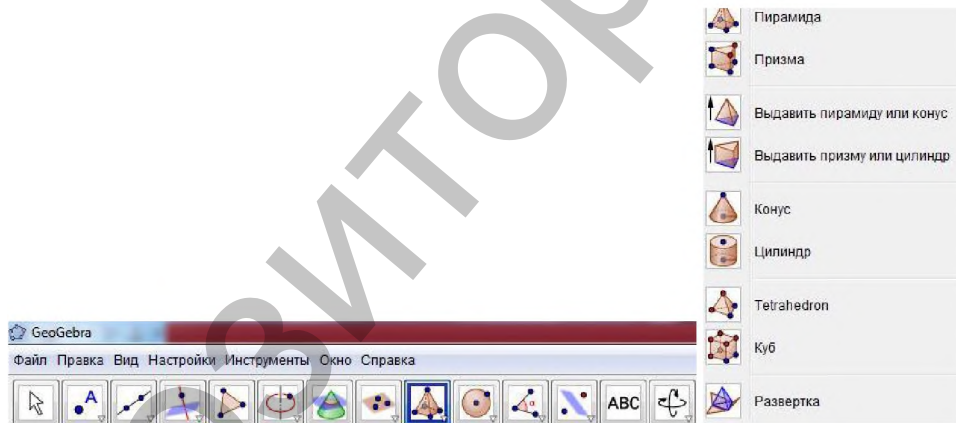 Пирамида
Призма
Выдавить пирамиду или конус
Выдавить призму или цилиндр
Конус
Цилиндр
Tetrahedron
Куб
Развертка
GeoGebra
Файл Правка Вид Настройки Инструменты Окно Справка
A
ABC
ЗИТОР